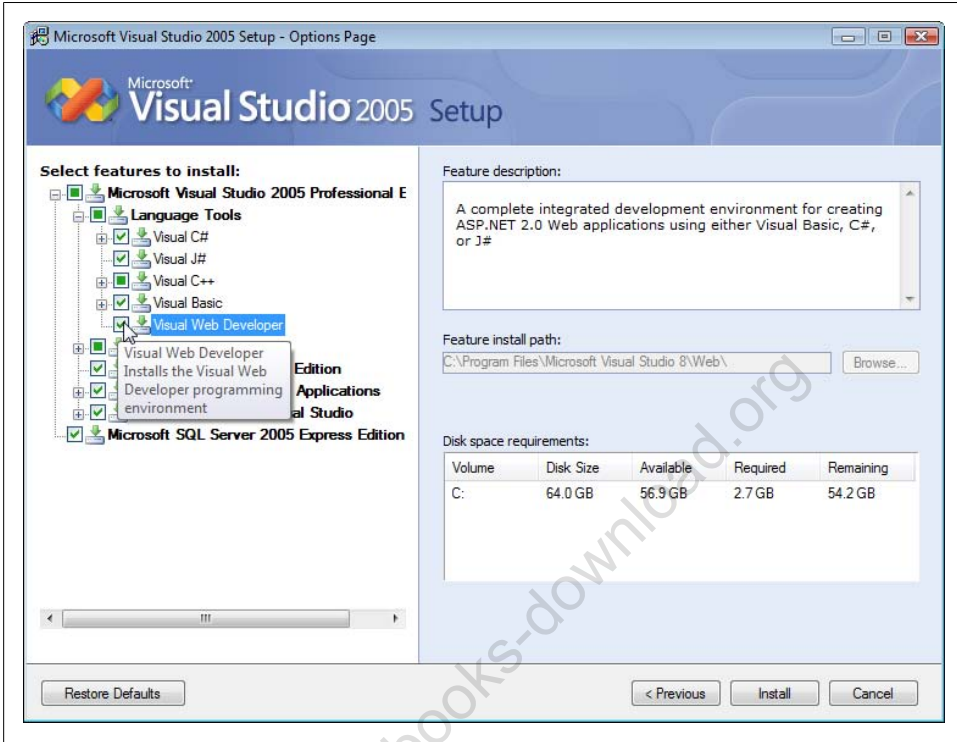 Microsoft Visual Studio 2005 Setup - Options Page
Microsoft
Visual Studio 2005 Setup
Select features to install:
Microsoft Visual Studio 2005 Professional E
Language Tools
Visual C#
Visual J#
Visual C++
Visual Basic
Visual Web Developer
Visual Web Developer
Installs the Visual Web
Developer programming
environment
Edition
Applications
al Studio
Microsoft SQL Server 2005 Express Edition
Feature description:
A complete integrated development environment for creating
ASP.NET 2.0 Web applications using either Visual Basic, C#,
or J#
Feature install path:
C:\Program Files\Microsoft Visual Studio 8\Web\
Browse...
Disk space requirements:
Volume Disk Size Available Required Remaining
C: 64.0 GB 56.9 GB 2.7 GB 54.2 GB
Restore Defaults
< Previous
Install
Cancel
ooks-download.org